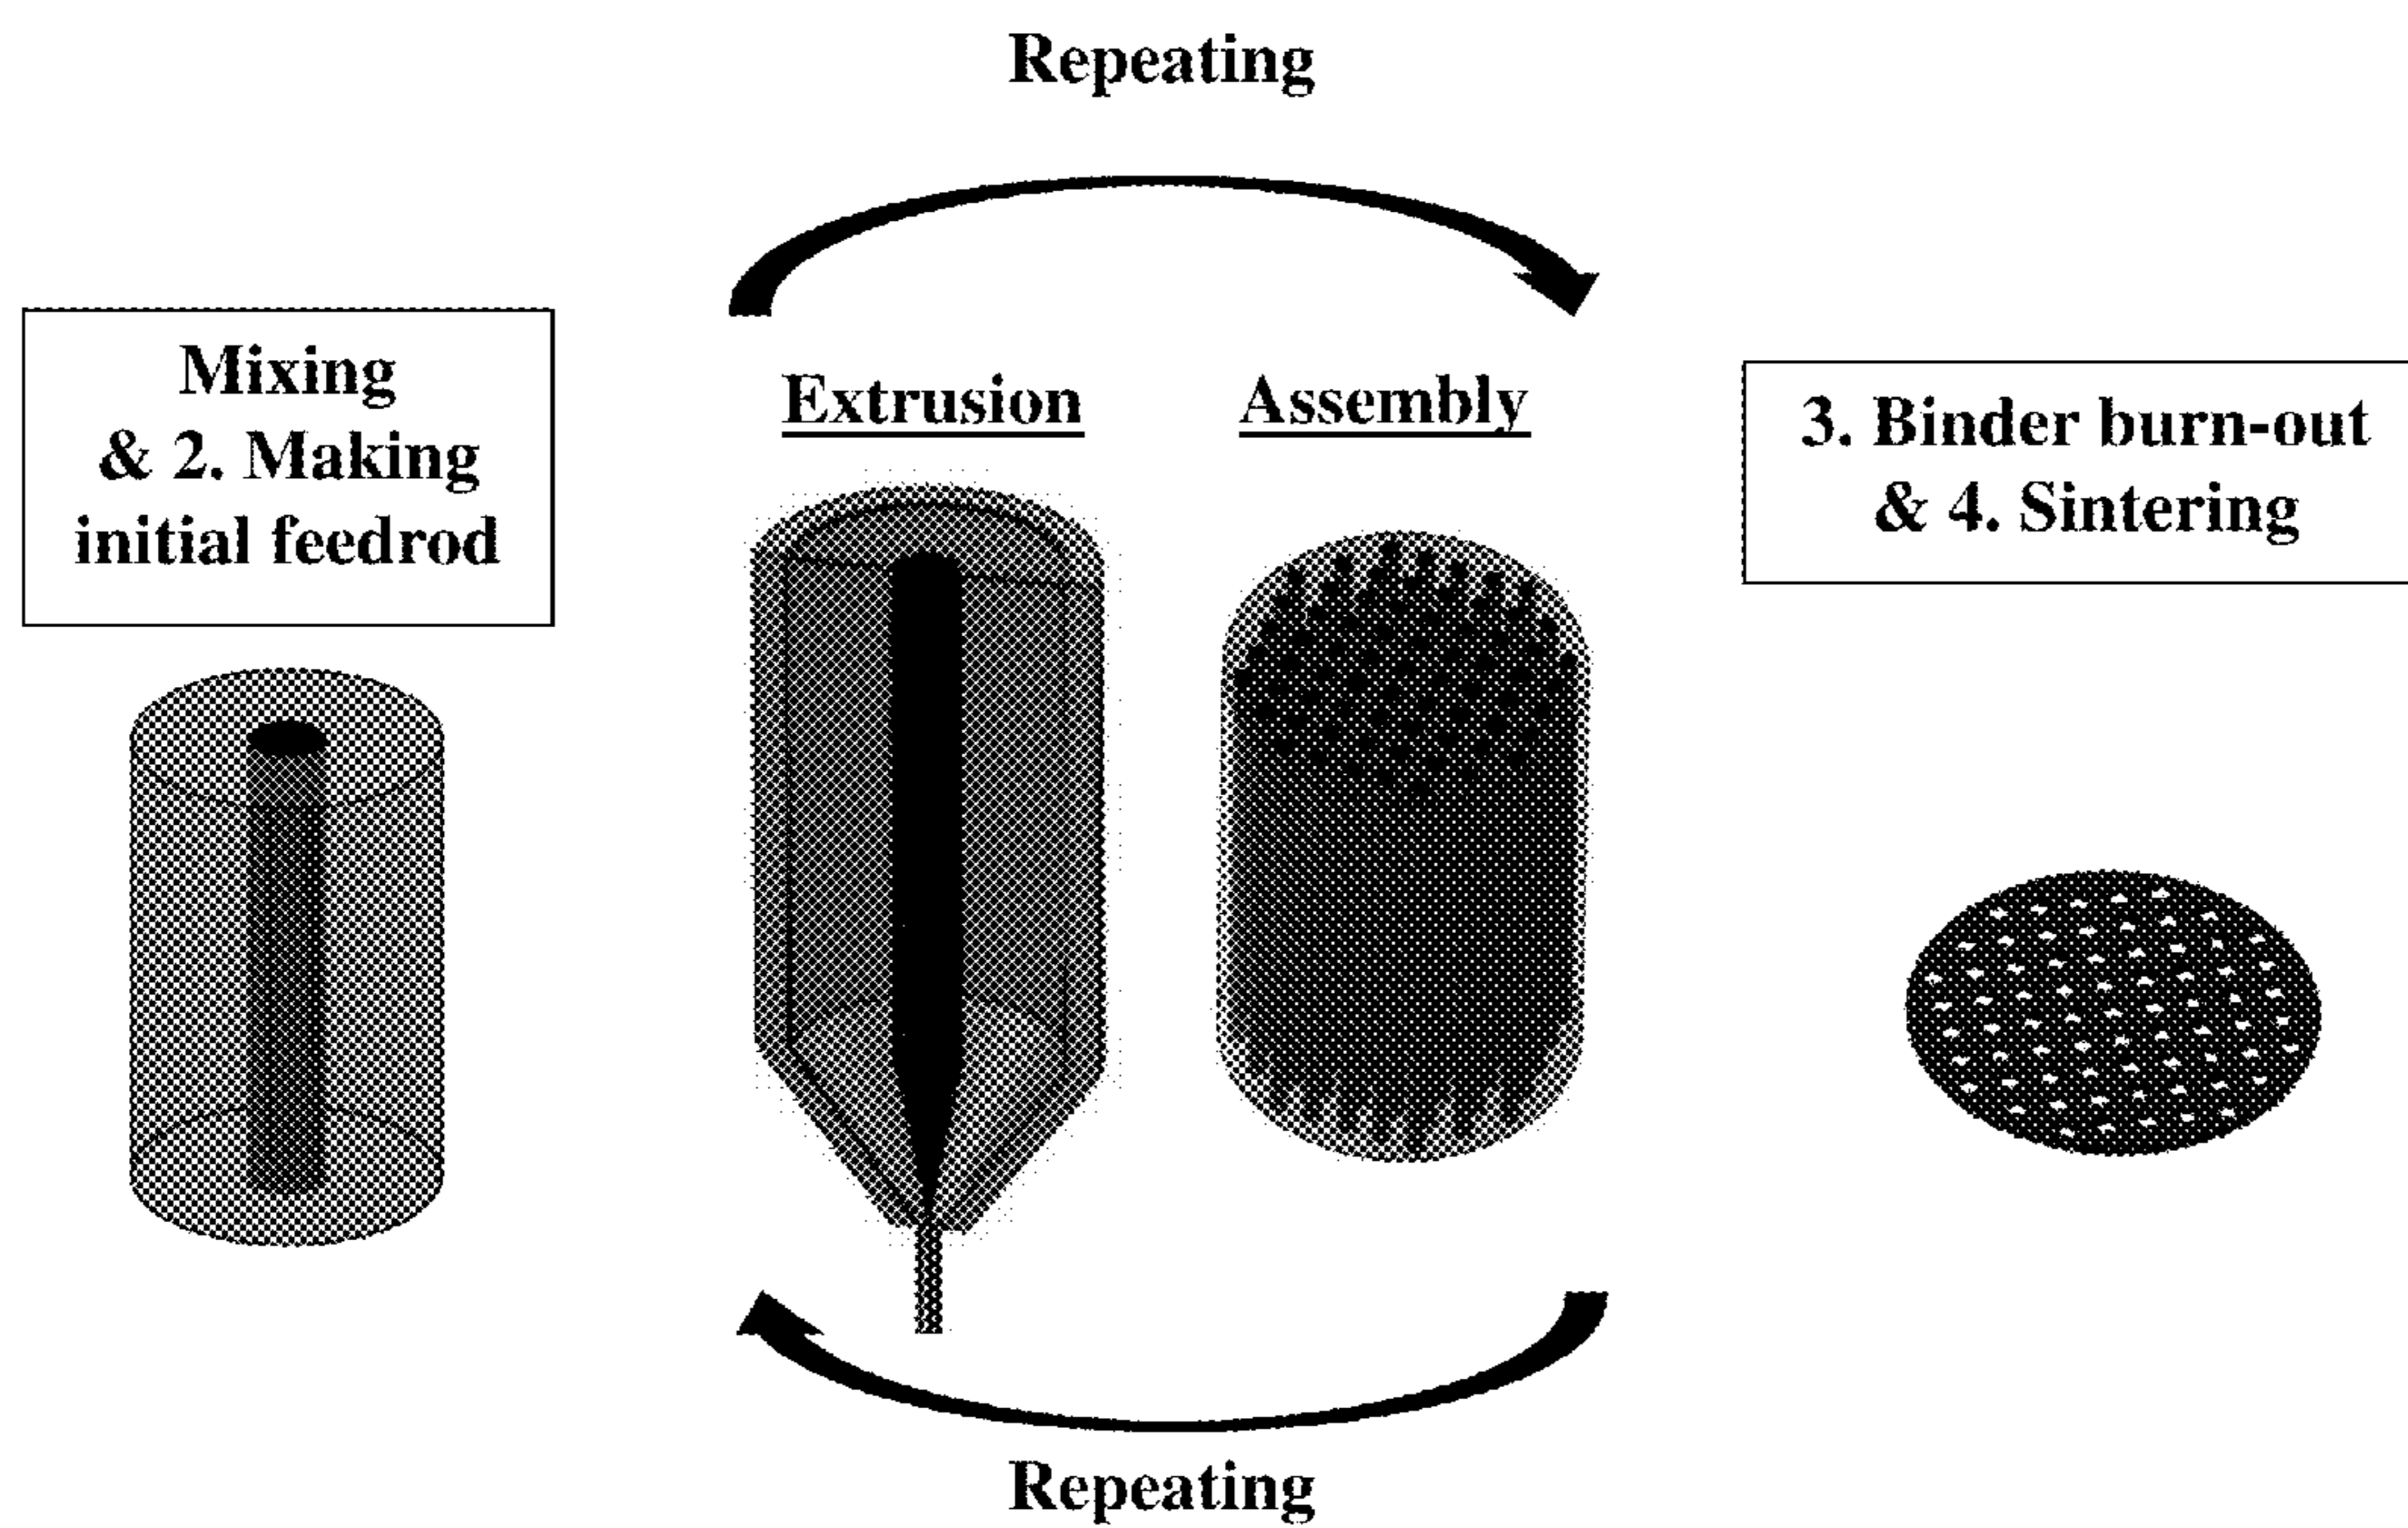 Repeating
Mixing
& 2. Making
initial feedrod
Extrusion
Assembly
3. Binder burn-out
& 4. Sintering
Repeating